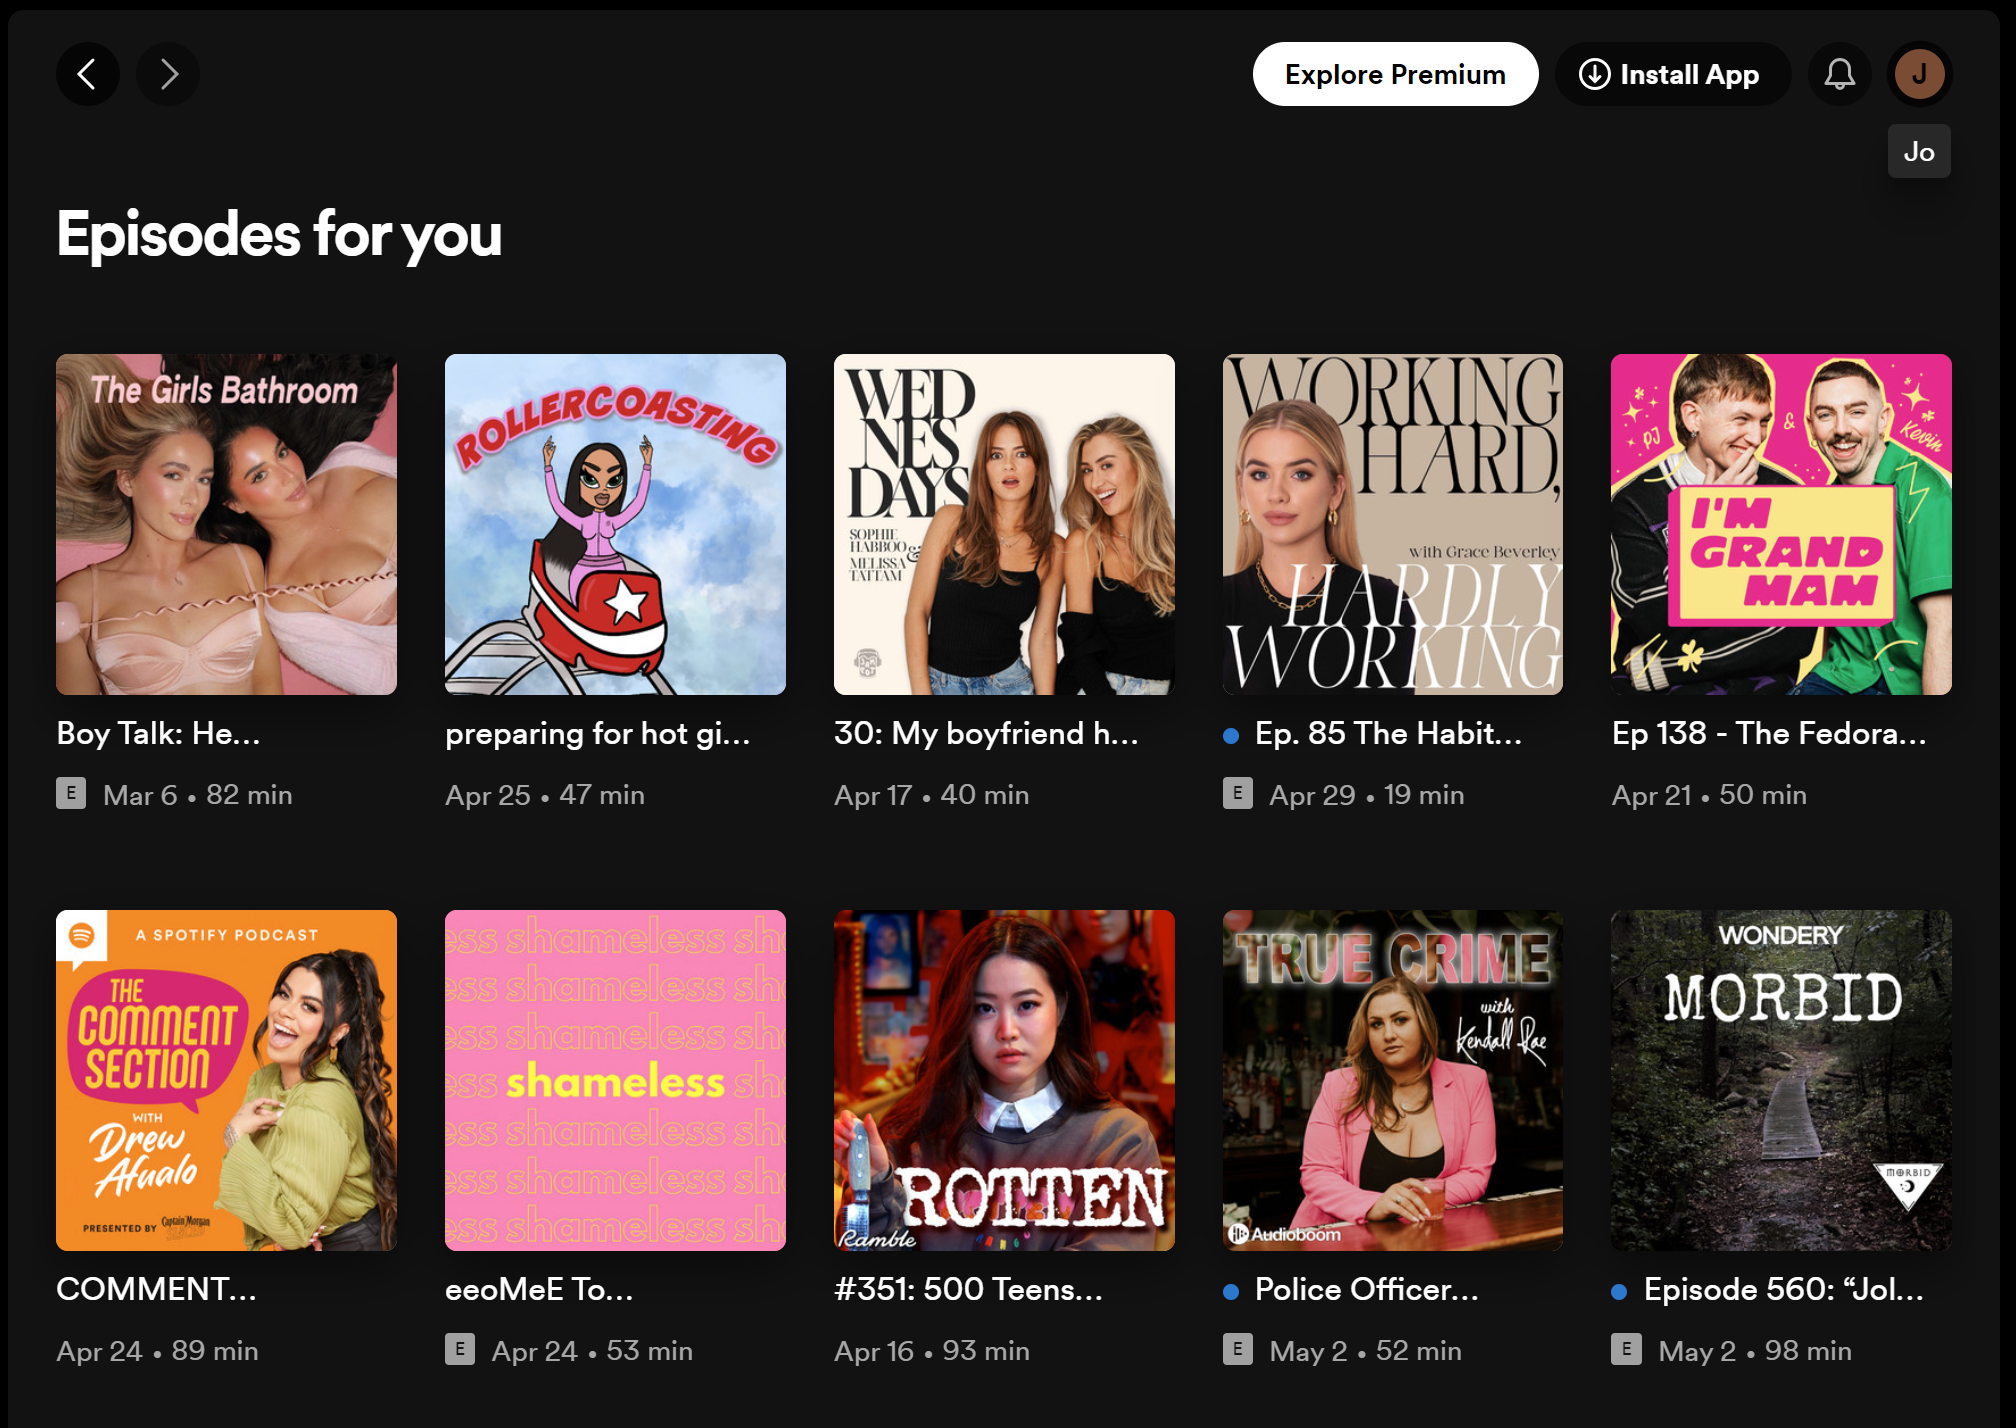 Explore Premium
Install App
J
Jo
Episodes for you
The Girls Bathroom
ROLLERCOASTING
WED
NES
DAYS
SOPHIE
HABBOO &
MELISSA
TATTAM
WORKING
HARD,
with Grace Beverley
HARDLY
WORKING
PJ
&
Kevin
I'M
GRAND
MAM
Boy Talk: He...
preparing for hot gi...
30: My boyfriend h...
Ep. 85 The Habit...
Ep 138 - The Fedora...
E Mar 6 • 82 min
Apr 25 • 47 min
Apr 17 • 40 min
E Apr 29 • 19 min
Apr 21 • 50 min
A SPOTIFY PODCAST
THE
COMMENT
SECTION
WITH
Drew
Afualo
PRESENTED BY Captain Morgan
ess shameless sh
ess shameless sh
ess shameless sh
ess shameless sh
ess shameless sh
ess shameless sh
ess shameless sh
ROTTEN
Ramble
TRUE CRIME
with
Kendall Rae
Audioboom
WONDERY
MORBID
MORBID
COMMENT...
eeoMeE To...
#351: 500 Teens...
Police Officer...
Episode 560: “Jol...
Apr 24 • 89 min
E Apr 24 • 53 min
Apr 16 • 93 min
E May 2 • 52 min
E May 2 • 98 min